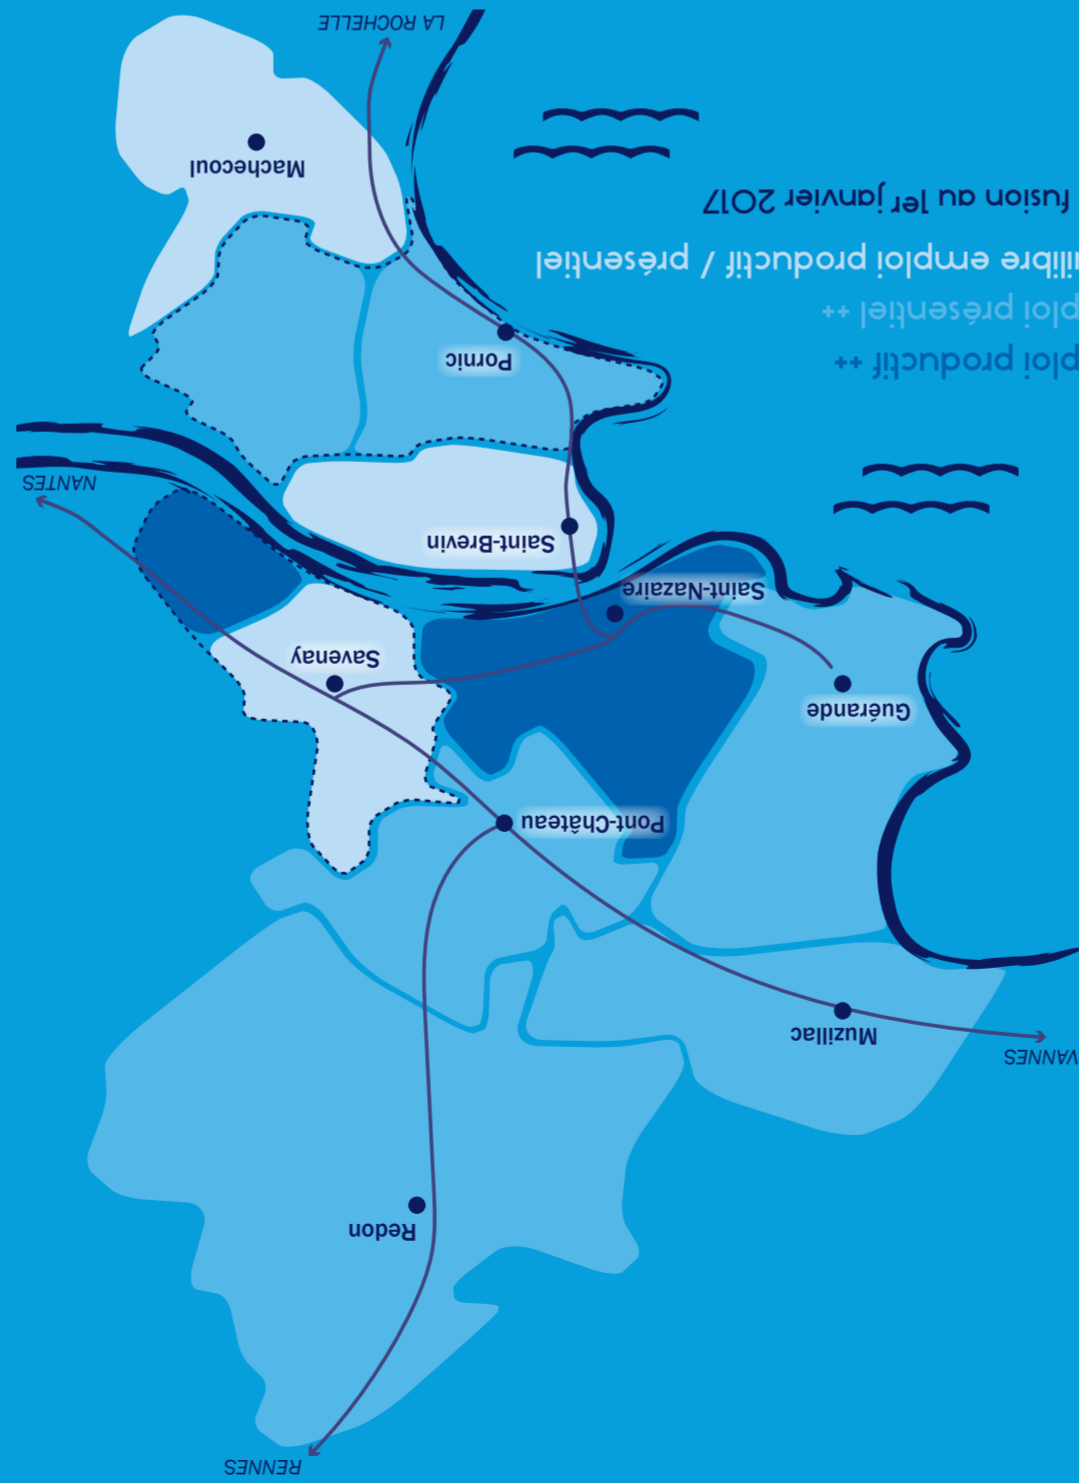 RENNES
Redon
VANNES
Muzillac
Pont-Château
Guérande
Savenay
Saint-Nazaire
Saint-Brevin
NANTES
ploi productif ++
Pornic
ploi présentiel ++
uilibre emploi productif / présentiel
fusion au 1er janvier 2017
Machecoul
LA ROCHELLE